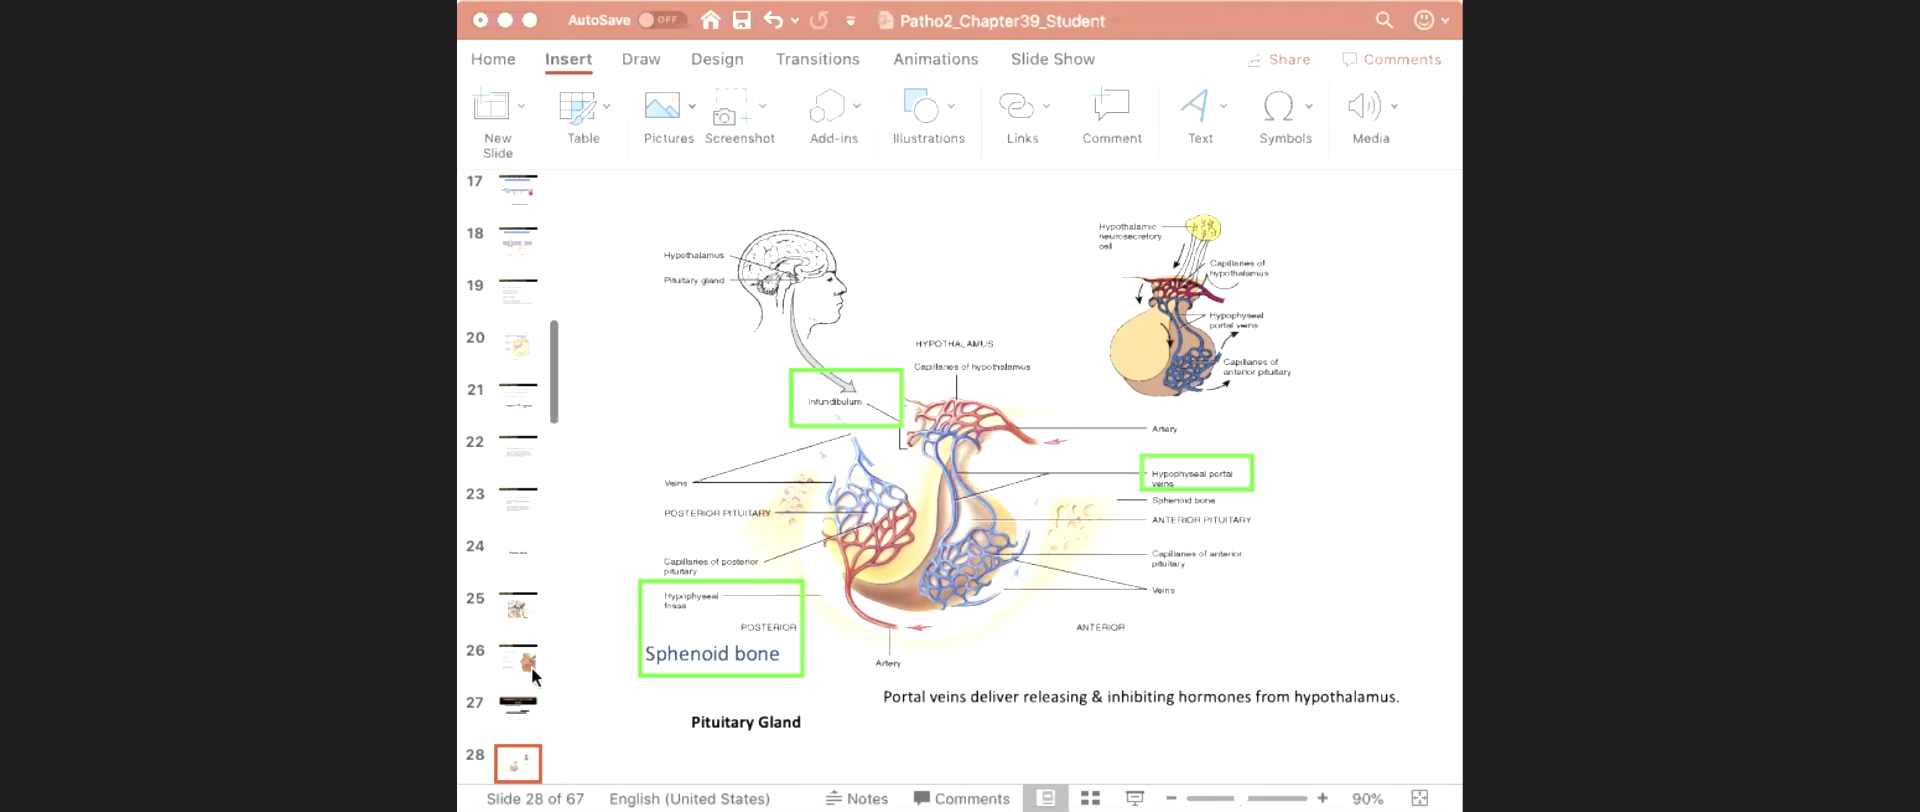 AutoSave OFF Patho2_Chapter39_Student
Home Insert Draw Design Transitions Animations Slide Show Share Comments
New Slide Table Pictures Screenshot Add-ins Illustrations Links Comment Text Symbols Media
17
18
19
20
21
22
23
24
25
26
27
28
Hypothalamus
Pituitary gland
Hypothalamic
neurosecretory
cell
Capillaries of
hypothalamus
Hypophyseal
portal veins
Capillaries of
anterior pituitary
HYPOTHALAMUS
Capillaries of hypothalamus
Infundibulum
Artery
Veins
Hypophyseal portal
veins
Sphenoid bone
POSTERIOR PITUITARY
ANTERIOR PITUITARY
Capillaries of posterior
pituitary
Capillaries of anterior
pituitary
Veins
Hypophyseal
fossa
POSTERIOR
ANTERIOR
Sphenoid bone
Artery
Portal veins deliver releasing & inhibiting hormones from hypothalamus.
Pituitary Gland
Slide 28 of 67 English (United States) Notes Comments 90%